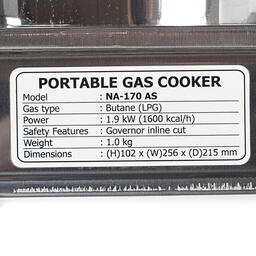 PORTABLE GAS COOKER
Model : NA-170 AS
Gas type : Butane (LPG)
Power : 1.9 kW (1600 kcal/h)
Safety Features : Governor inline cut
Weight : 1.0 kg
Dimensions : (H)102 x (W)256 x (D)215 mm